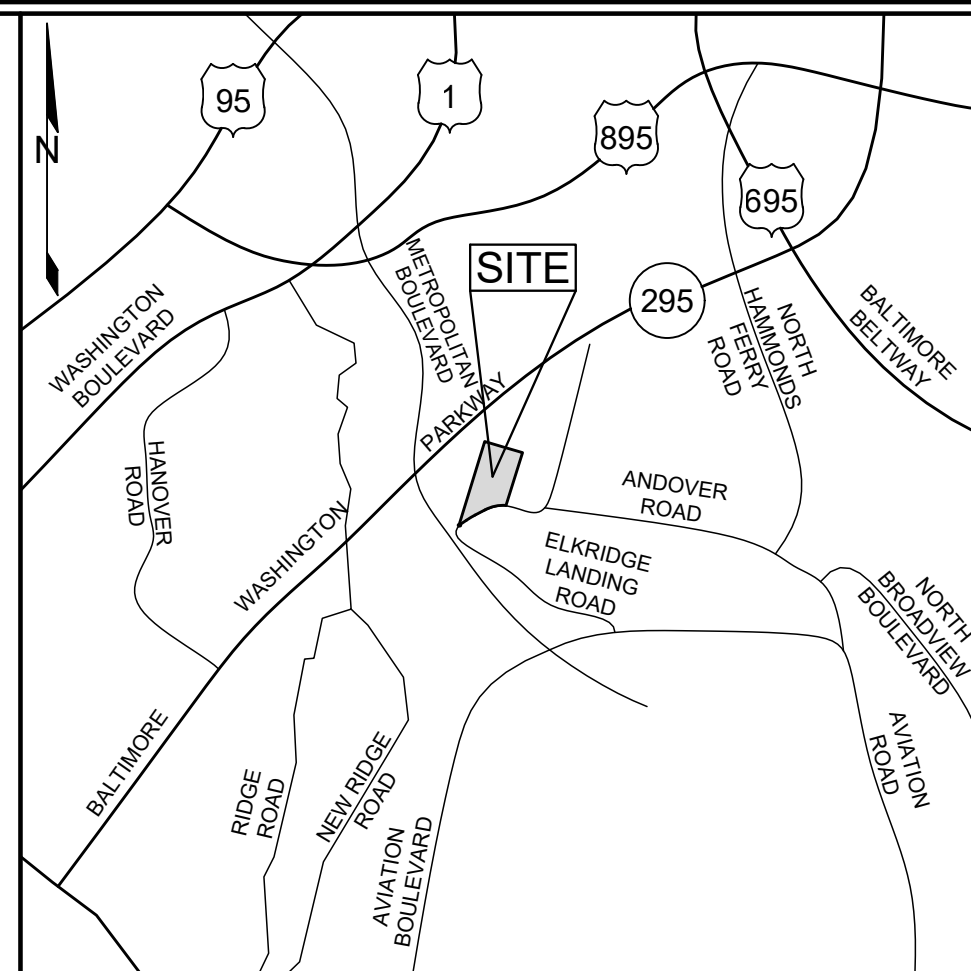 95
1
895
695
N
SITE
295
METROPOLITAN
BOULEVARD
WASHINGTON
BOULEVARD
NORTH
HAMMONDS
FERRY
ROAD
BALTIMORE
BELTWAY
PARKWAY
HANOVER
ROAD
ANDOVER
ROAD
WASHINGTON
ELKRIDGE
LANDING
ROAD
NORTH
BROADVIEW
BOULEVARD
BALTIMORE
RIDGE
ROAD
NEW RIDGE
ROAD
AVIATION
BOULEVARD
AVIATION
ROAD